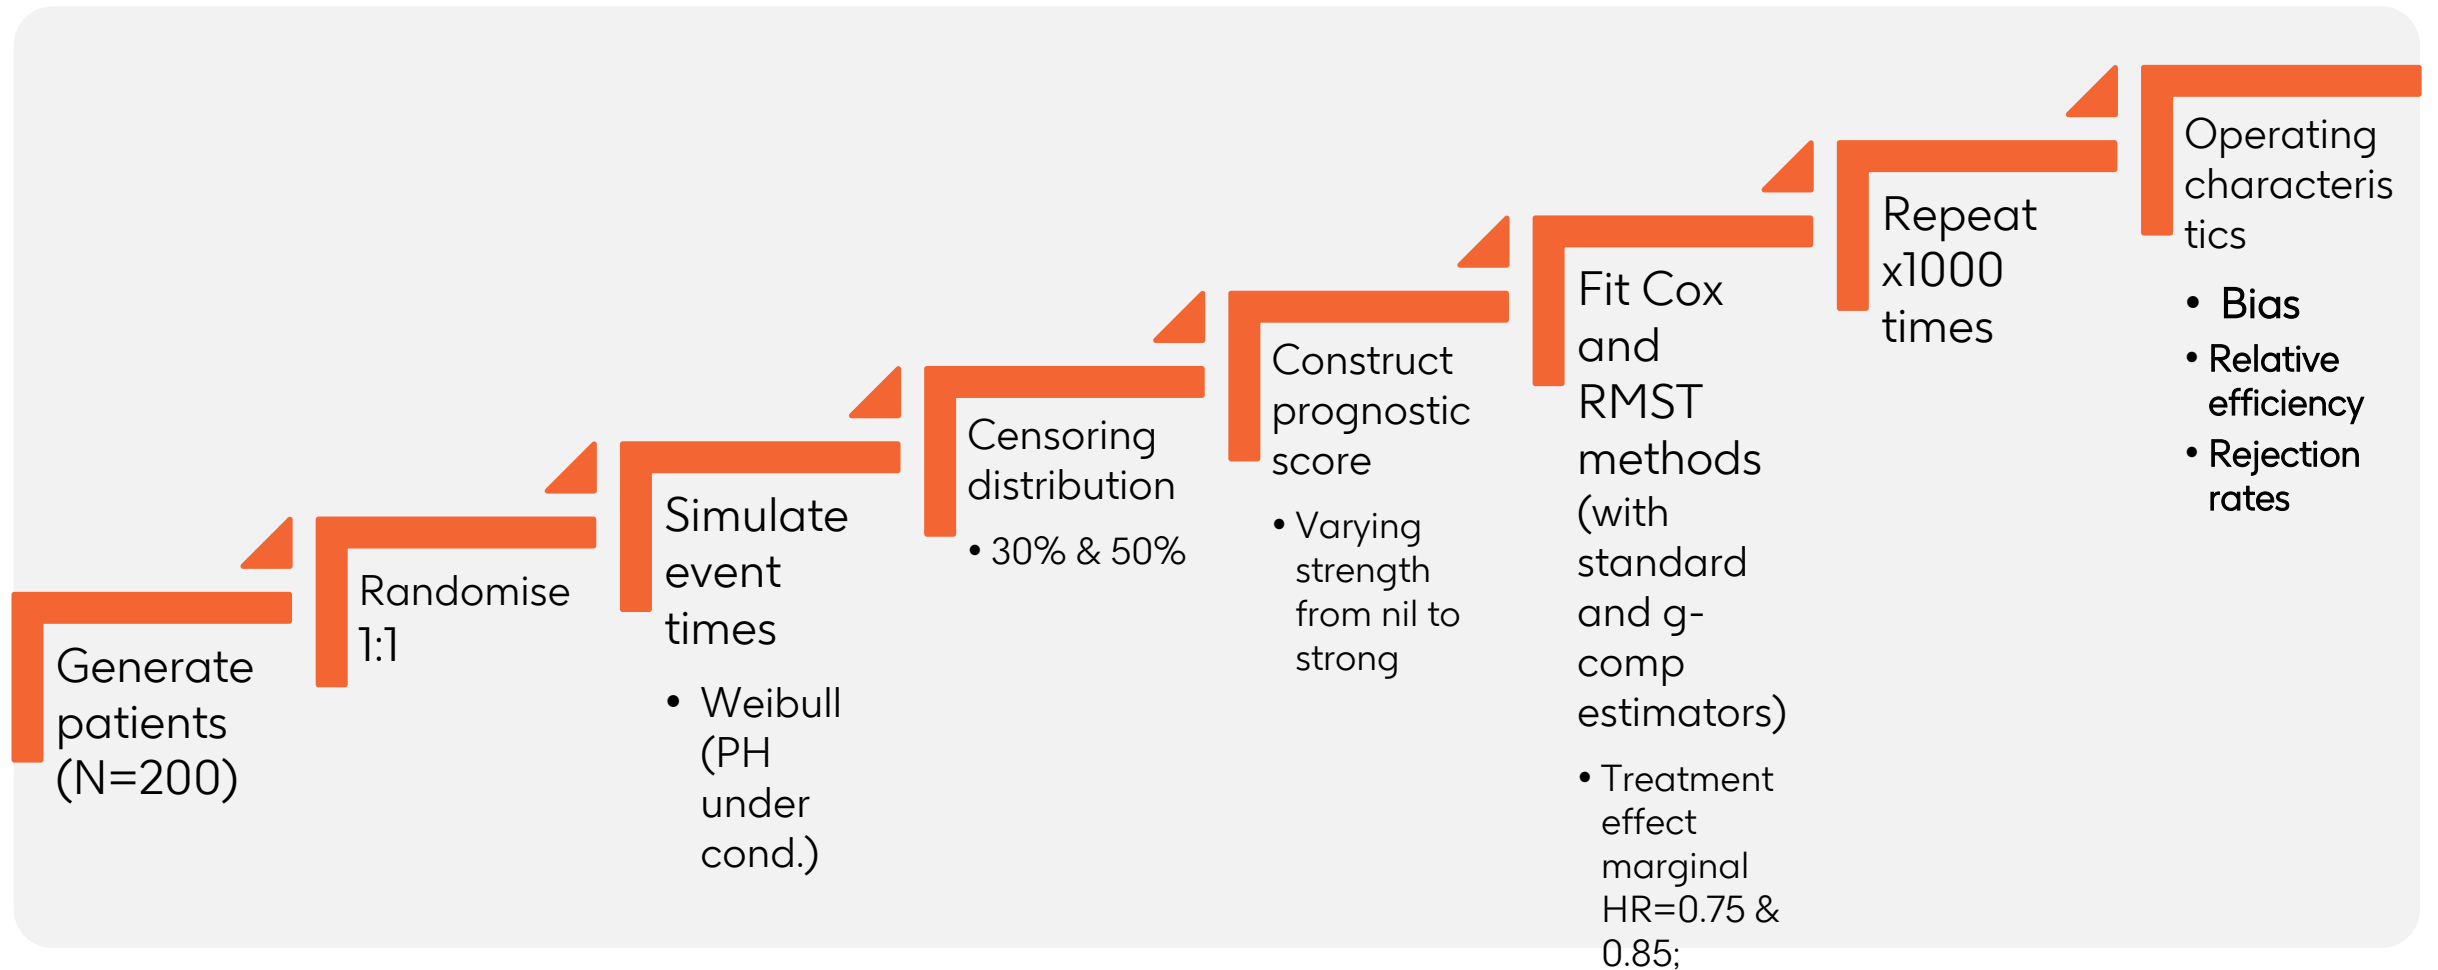 Generate
patients
(N=200)
Randomise
1:1
Simulate
event
times
• Weibull
(PH
under
cond.)
Censoring
distribution
• 30% & 50%
Construct
prognostic
score
• Varying
strength
from nil to
strong
Fit Cox
and
RMST
methods
(with
standard
and g-
comp
estimators)
• Treatment
effect
marginal
HR=0.75 &
0.85;
Repeat
x1000
times
Operating
characteris
tics
• Bias
• Relative
efficiency
• Rejection
rates